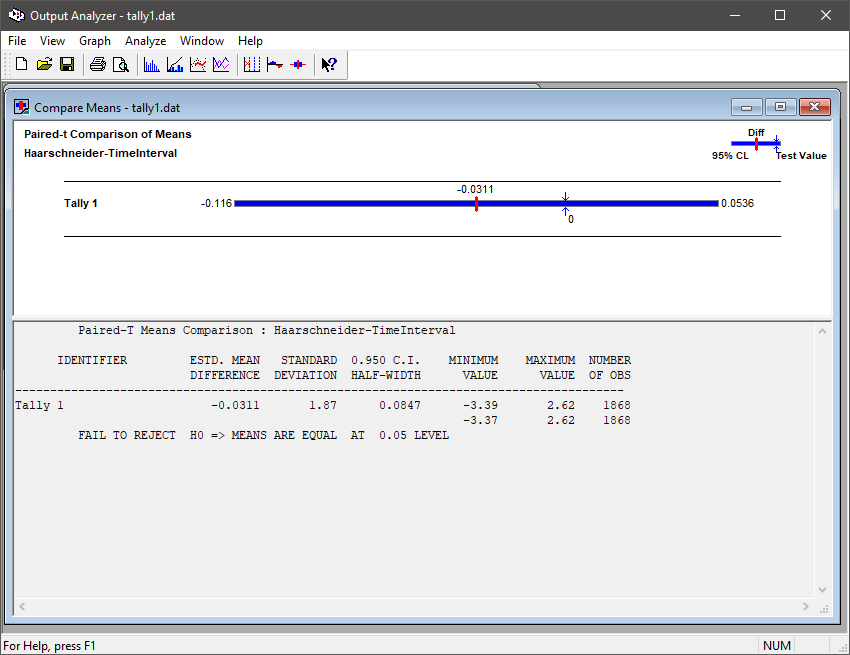 Output Analyzer - tally1.dat
File View Graph Analyze Window Help
Compare Means - tally1.dat
Paired-t Comparison of Means
Haarschneider-TimeInterval
Diff
95% CL Test Value
-0.0311
Tally 1 -0.116 0.0536
0
Paired-T Means Comparison : Haarschneider-TimeInterval
IDENTIFIER ESTD. MEAN STANDARD 0.950 C.I. MINIMUM MAXIMUM NUMBER
DIFFERENCE DEVIATION HALF-WIDTH VALUE VALUE OF OBS
---------------------------------------------------------------------------------------
Tally 1 -0.0311 1.87 0.0847 -3.39 2.62 1868
-3.37 2.62 1868
FAIL TO REJECT H0 => MEANS ARE EQUAL AT 0.05 LEVEL
For Help, press F1 NUM